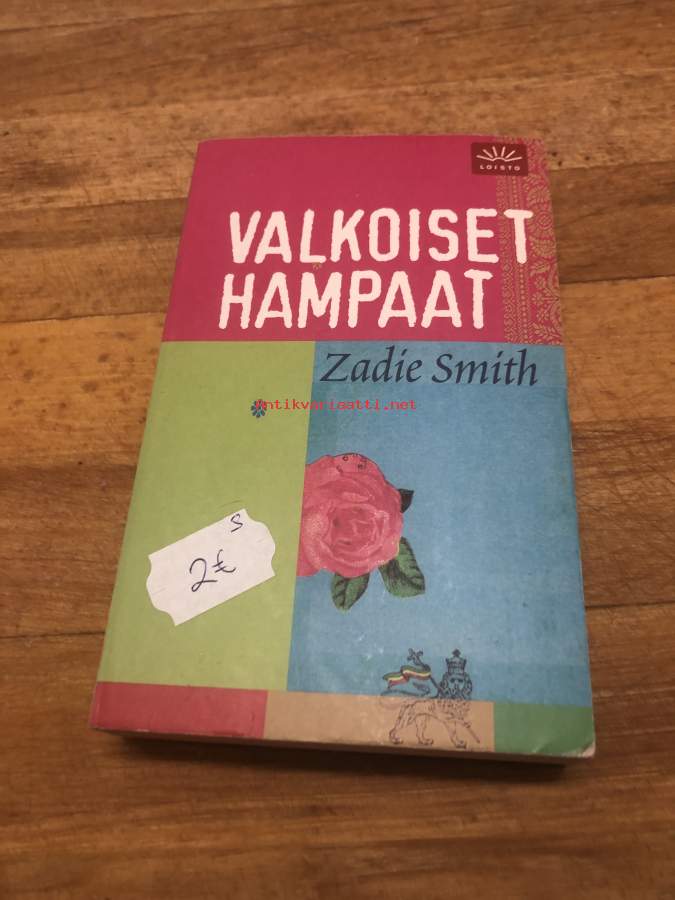 LOISTO
VALKOISET
HAMPAAT
Zadie Smith
Antikvariaatti.net
S
2€